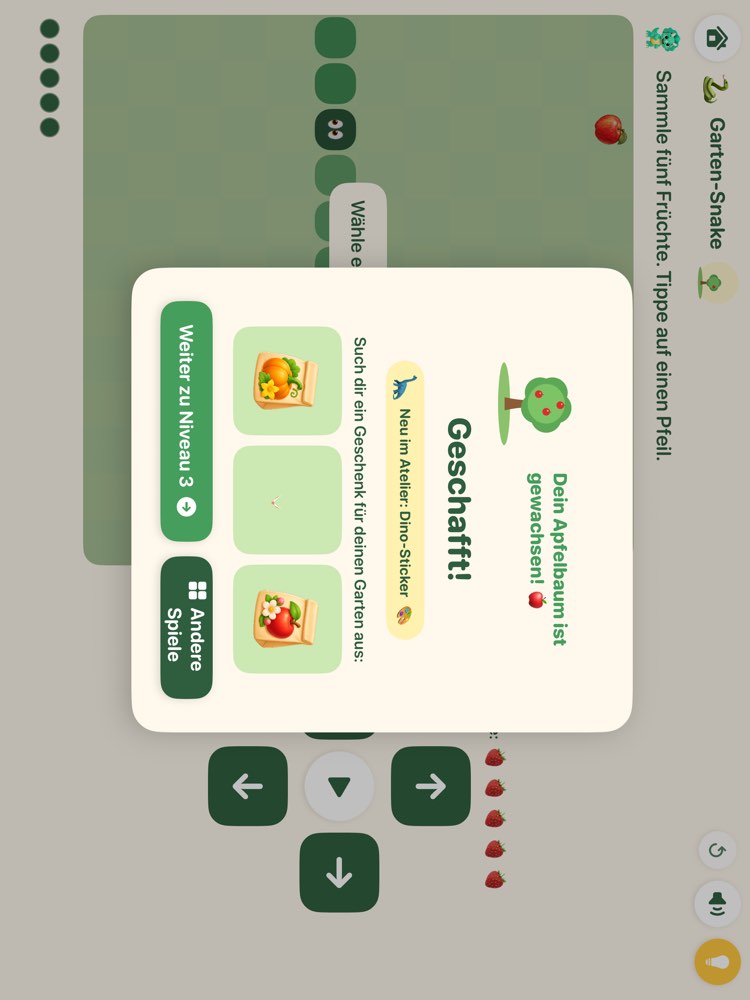 Garten-Snake
Sammle fünf Früchte. Tippe auf einen Pfeil.
Wähle e
Dein Apfelbaum ist
gewachsen!
Geschafft!
Neu im Atelier: Dino-Sticker
Such dir ein Geschenk für deinen Garten aus:
Weiter zu Niveau 3
Andere
Spiele